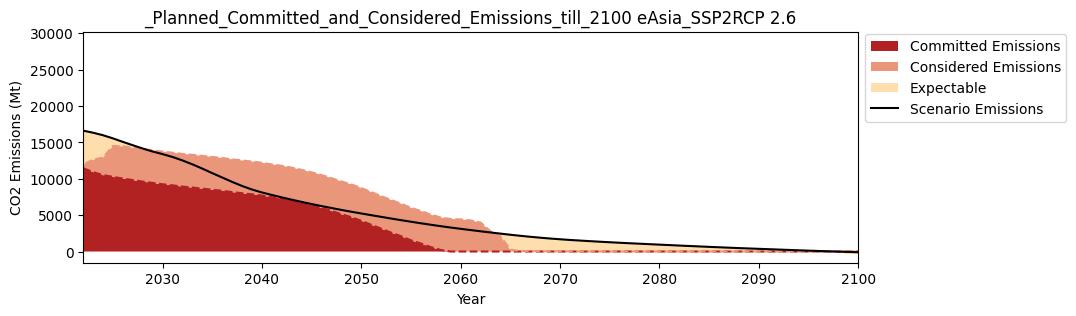 _Planned_Committed_and_Considered_Emissions_till_2100 eAsia_SSP2RCP 2.6
30000
25000
20000
15000
10000
5000
0
CO2 Emissions (Mt)
2030
2040
2050
2060
2070
2080
2090
2100
Year
Committed Emissions
Considered Emissions
Expectable
Scenario Emissions